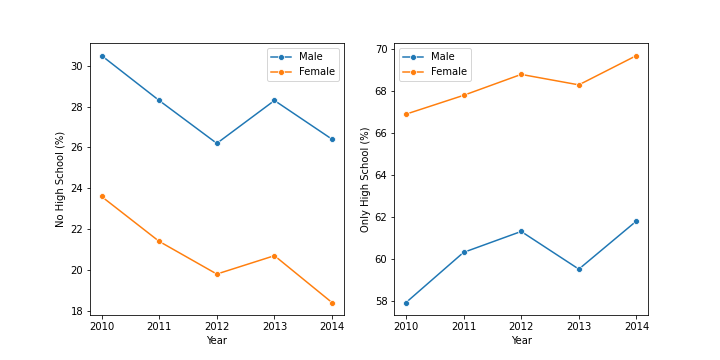 No High School (%)
30
28
26
24
22
20
18
Male
Female
2010 2011 2012 2013 2014
Year
Only High School (%)
70
68
66
64
62
60
58
Male
Female
2010 2011 2012 2013 2014
Year